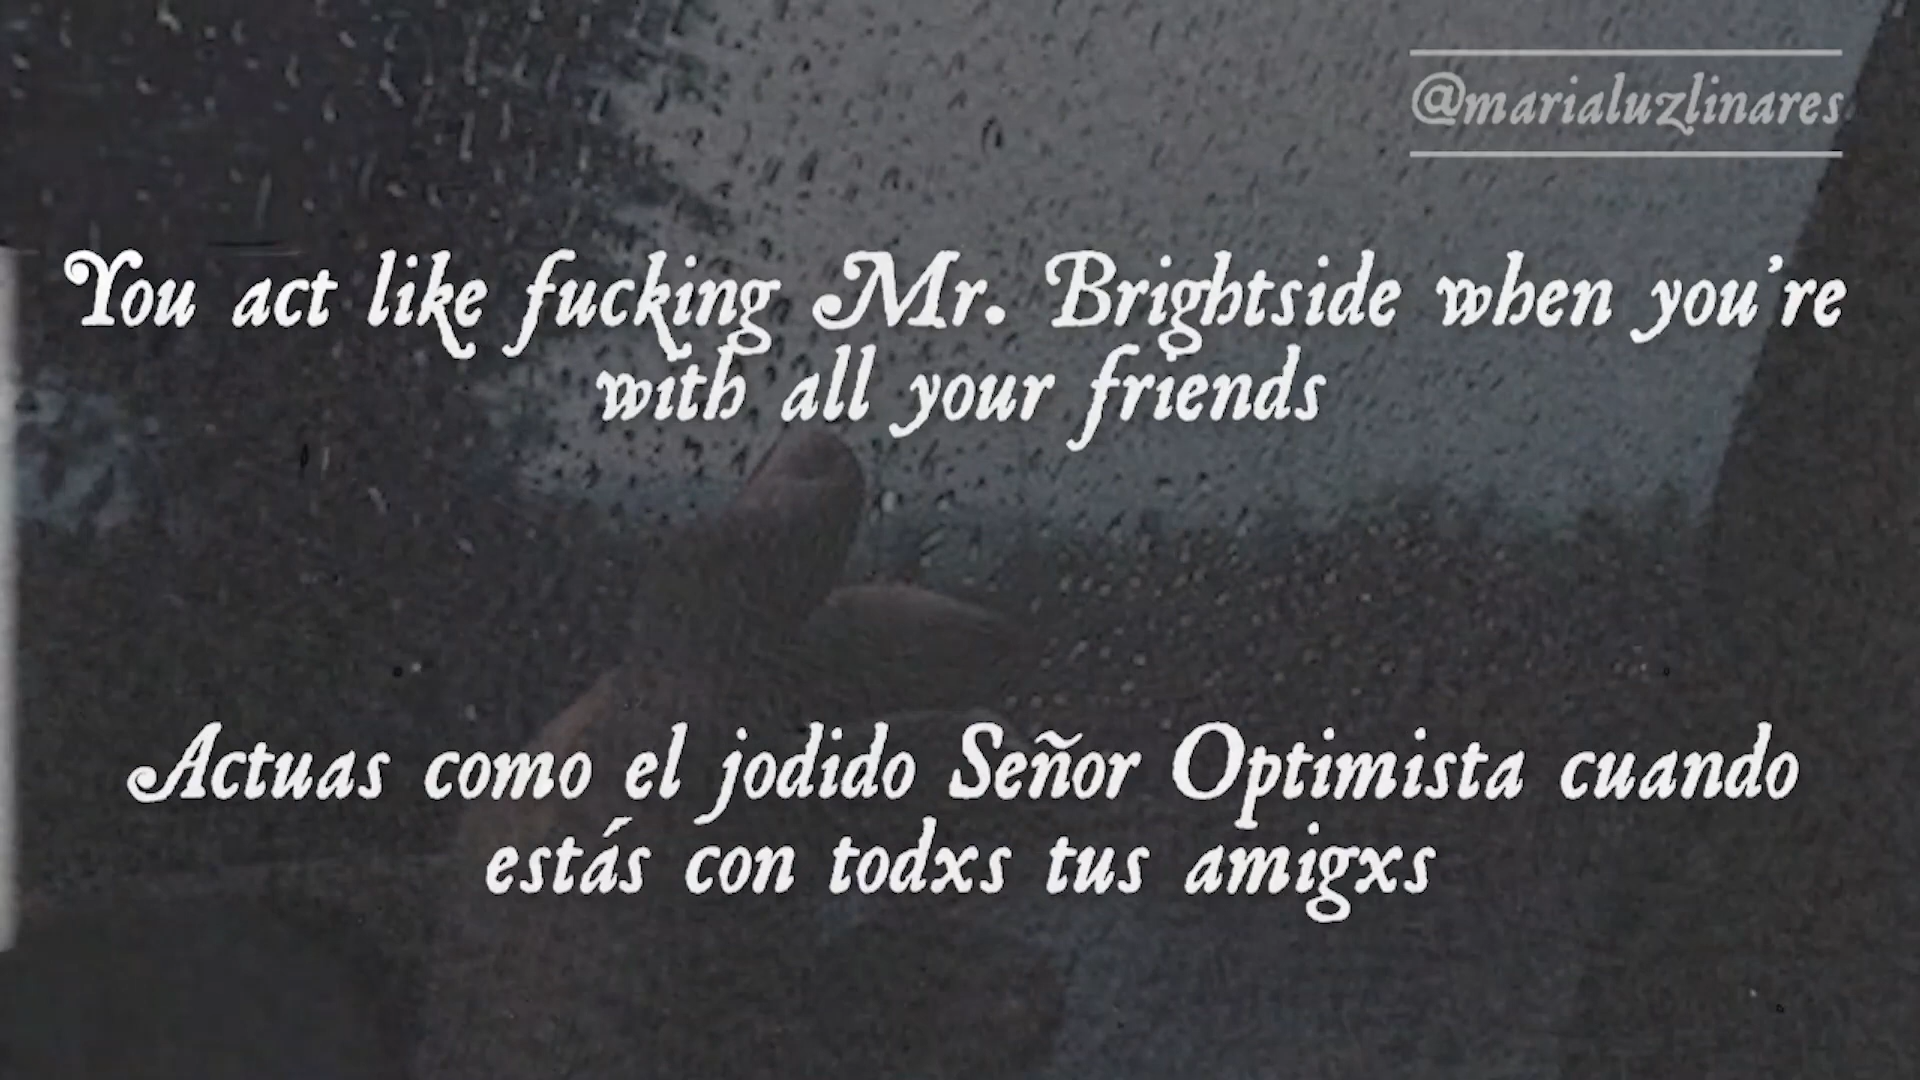 @marialuzlinares
You act like fucking Mr. Brightside when you're
with all your friends
Actuas como el jodido Señor Optimista cuando
estás con todxs tus amigxs